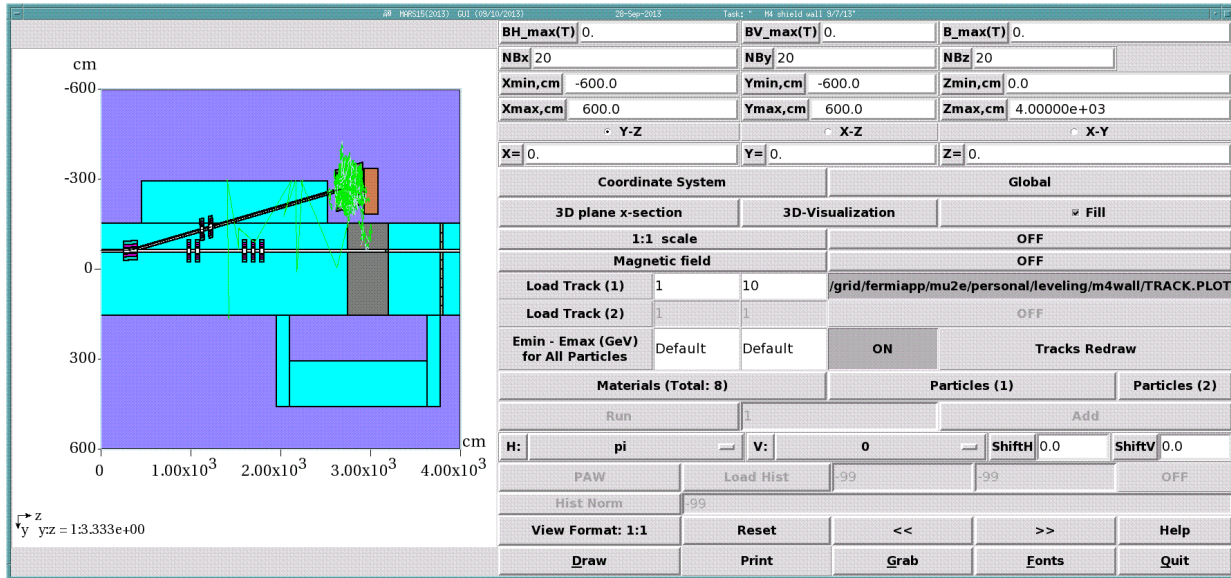 MARS15(2013) GUI (09/10/2013) 28-Sep-2013 Task: " M4 shield wall 9/7/13"
BH_max(T) 0. BV_max(T) 0. B_max(T) 0.
NBx 20 NBy 20 NBz 20
Xmin,cm -600.0 Ymin,cm -600.0 Zmin,cm 0.0
Xmax,cm 600.0 Ymax,cm 600.0 Zmax,cm 4.00000e+03
Y-Z X-Z X-Y
X= 0. Y= 0. Z= 0.
Coordinate System Global
3D plane x-section 3D-Visualization Fill
1:1 scale OFF
Magnetic field OFF
Load Track (1) 1 10 /grid/fermiapp/mu2e/personal/leveling/m4wall/TRACK.PLOT
Load Track (2) 1 1 OFF
Emin - Emax (GeV)
for All Particles Default Default ON Tracks Redraw
Materials (Total: 8) Particles (1) Particles (2)
Run 1 Add
H: pi V: 0 ShiftH 0.0 ShiftV 0.0
PAW Load Hist -99 -99 OFF
Hist Norm -99
View Format: 1:1 Reset << >> Help
Draw Print Grab Fonts Quit
cm
-600
-300
0
300
600
cm
0 1.00x10³ 2.00x10³ 3.00x10³ 4.00x10³
z
y y:z = 1:3.333e+00